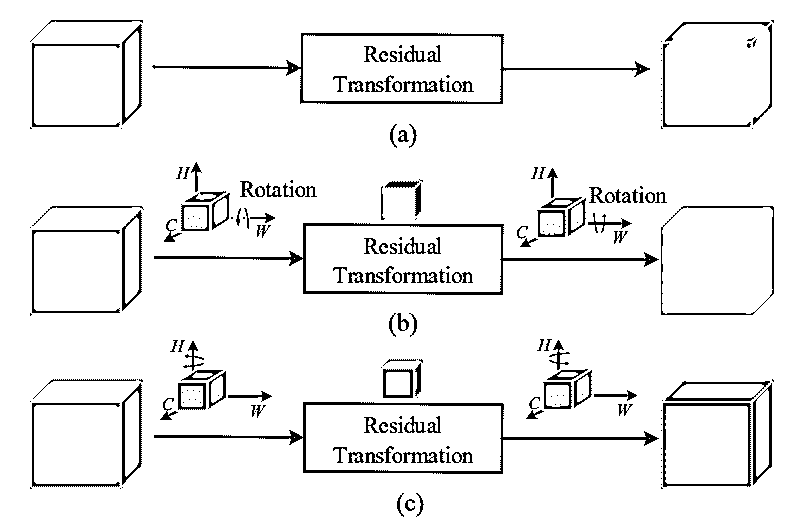 Residual
Transformation
(a)
H
Rotation
C
W
H
Rotation
C
W
Residual
Transformation
(b)
H
C
W
H
C
W
Residual
Transformation
(c)